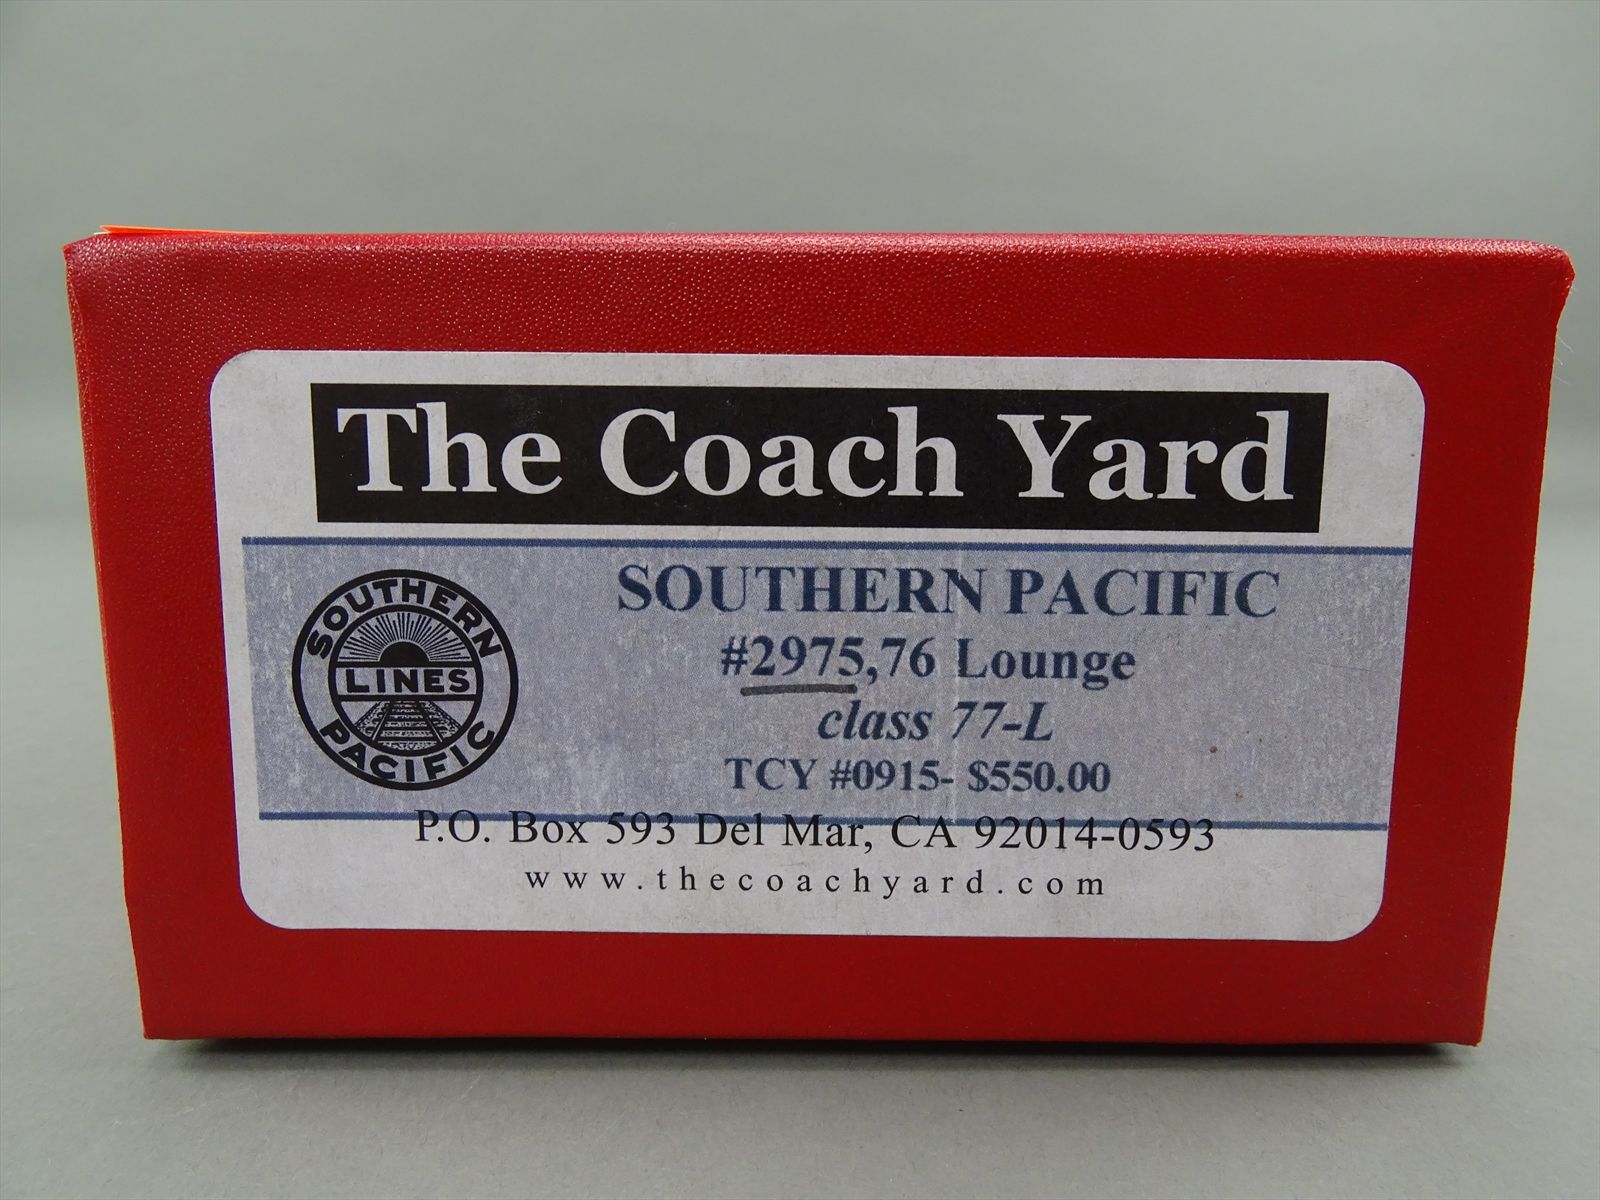 The Coach Yard
SOUTHERN PACIFIC
LINES
SOUTHERN PACIFIC
#2975,76 Lounge
class 77-L
TCY #0915- $550.00
P.O. Box 593 Del Mar, CA 92014-0593
www.thecoachyard.com